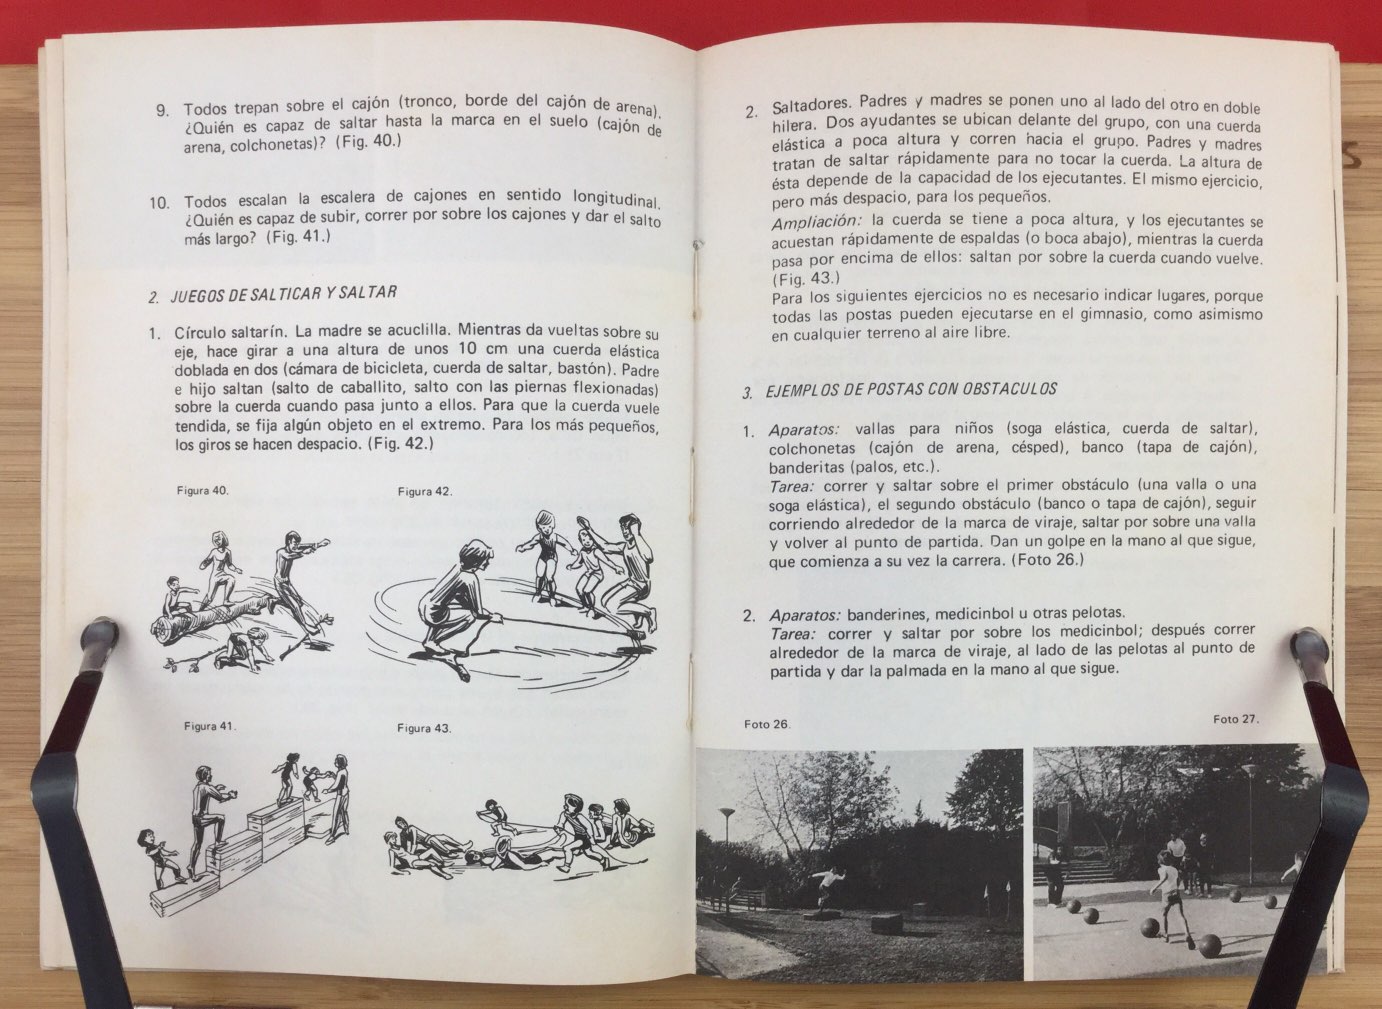 9. Todos trepan sobre el cajón (tronco, borde del cajón de arena).
¿Quién es capaz de saltar hasta la marca en el suelo (cajón de
arena, colchonetas)? (Fig. 40.)
10. Todos escalan la escalera de cajones en sentido longitudinal.
¿Quién es capaz de subir, correr por sobre los cajones y dar el salto
más largo? (Fig. 41.)
2. JUEGOS DE SALTICAR Y SALTAR
1. Círculo saltarín. La madre se acuclilla. Mientras da vueltas sobre su
eje, hace girar a una altura de unos 10 cm una cuerda elástica
doblada en dos (cámara de bicicleta, cuerda de saltar, bastón). Padre
e hijo saltan (salto de caballito, salto con las piernas flexionadas)
sobre la cuerda cuando pasa junto a ellos. Para que la cuerda vuele
tendida, se fija algún objeto en el extremo. Para los más pequeños,
los giros se hacen despacio. (Fig. 42.)
Figura 40.
Figura 42.
Figura 41.
Figura 43.
2. Saltadores. Padres y madres se ponen uno al lado del otro en doble
hilera. Dos ayudantes se ubican delante del grupo, con una cuerda
elástica a poca altura y corren hacia el grupo. Padres y madres
tratan de saltar rápidamente para no tocar la cuerda. La altura de
ésta depende de la capacidad de los ejecutantes. El mismo ejercicio,
pero más despacio, para los pequeños.
Ampliación: la cuerda se tiene a poca altura, y los ejecutantes se
acuestan rápidamente de espaldas (o boca abajo), mientras la cuerda
pasa por encima de ellos: saltan por sobre la cuerda cuando vuelve.
(Fig. 43.)
Para los siguientes ejercicios no es necesario indicar lugares, porque
todas las postas pueden ejecutarse en el gimnasio, como asimismo
en cualquier terreno al aire libre.
3. EJEMPLOS DE POSTAS CON OBSTACULOS
1. Aparatos: vallas para niños (soga elástica, cuerda de saltar),
colchonetas (cajón de arena, césped), banco (tapa de cajón),
banderitas (palos, etc.).
Tarea: correr y saltar sobre el primer obstáculo (una valla o una
soga elástica), el segundo obstáculo (banco o tapa de cajón), seguir
corriendo alrededor de la marca de viraje, saltar por sobre una valla
y volver al punto de partida. Dan un golpe en la mano al que sigue,
que comienza a su vez la carrera. (Foto 26.)
2. Aparatos: banderines, medicinbol u otras pelotas.
Tarea: correr y saltar por sobre los medicinbol; después correr
alrededor de la marca de viraje, al lado de las pelotas al punto de
partida y dar la palmada en la mano al que sigue.
Foto 26.
Foto 27.